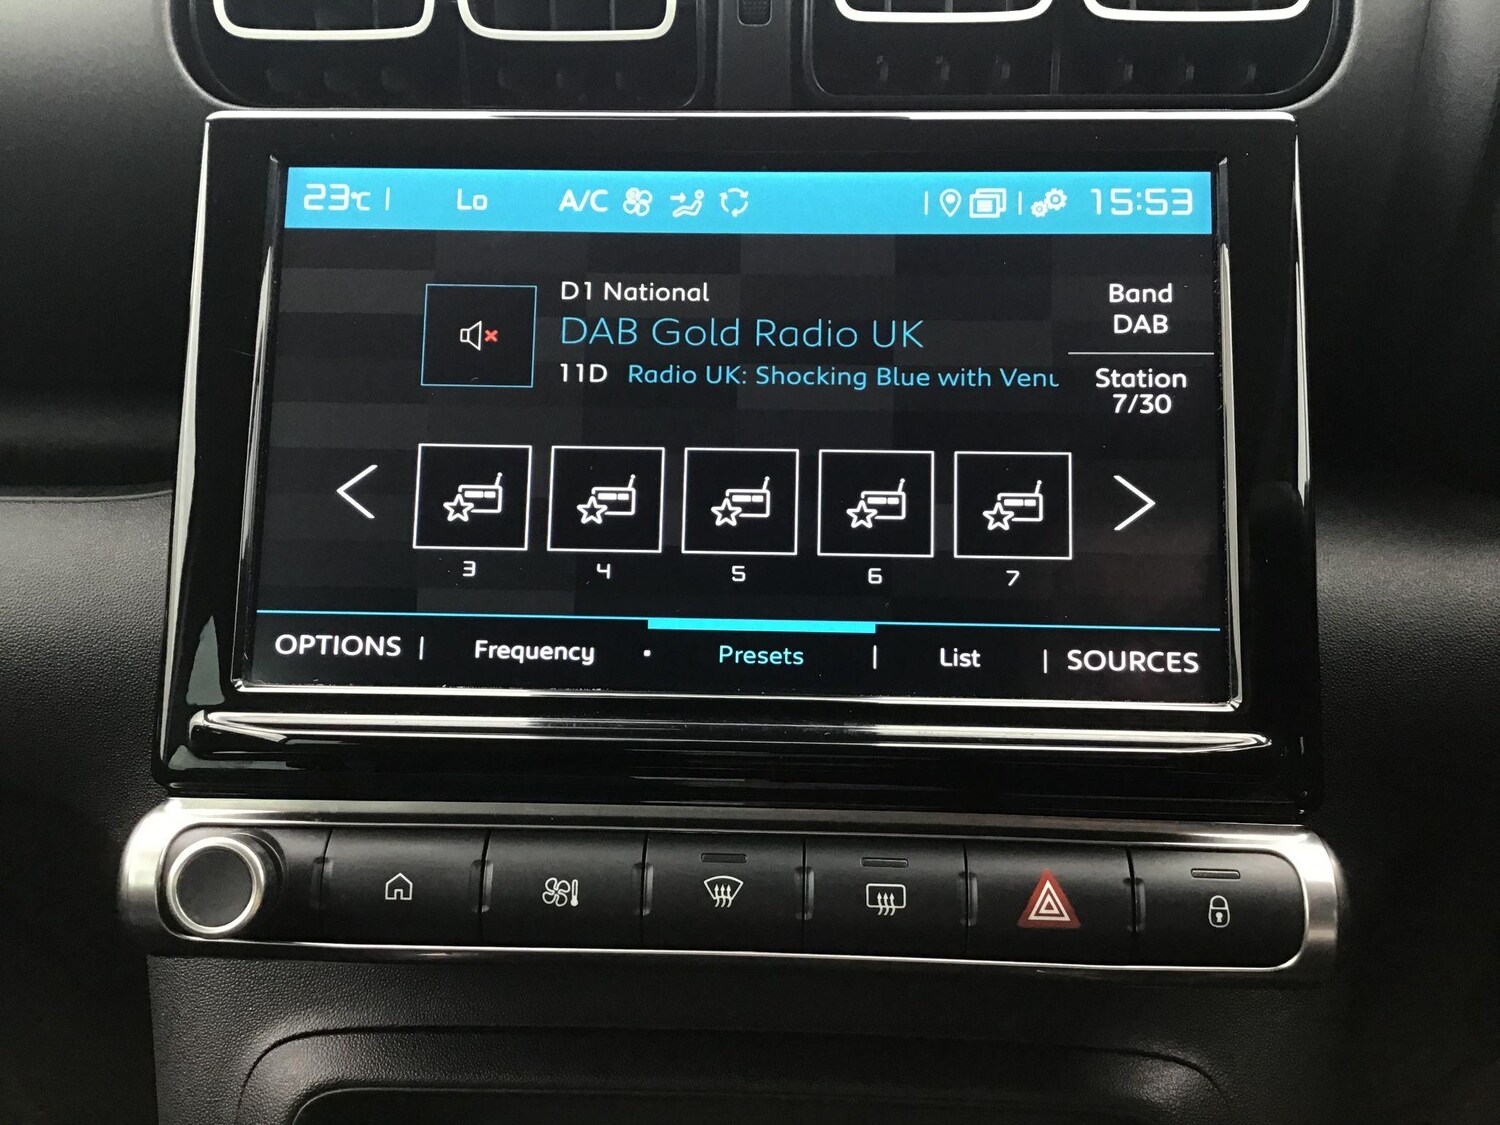 23°C | Lo A/C 15:53
D1 National
DAB Gold Radio UK
11D Radio UK: Shocking Blue with Venu
Band
DAB
Station
7/30
3 4 5 6 7
OPTIONS | Frequency · Presets | List | SOURCES